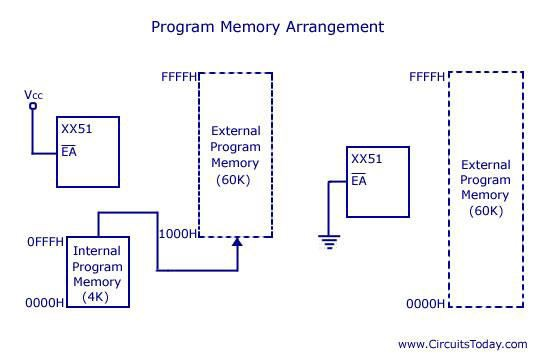 Program Memory Arrangement
FFFFH
FFFFH
Vcc
XX51
EA
External
Program
Memory
(60K)
XX51
EA
External
Program
Memory
(60K)
0FFFH
1000H
Internal
Program
Memory
(4K)
0000H
0000H
www.CircuitsToday.com